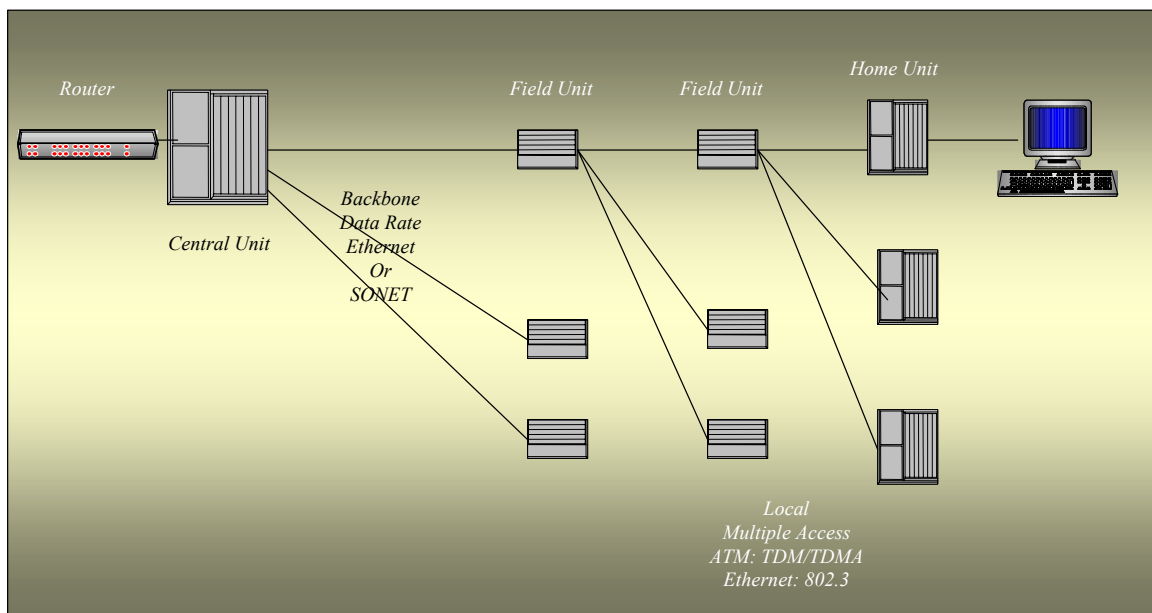 Router
Field Unit
Field Unit
Home Unit
Central Unit
Backbone
Data Rate
Ethernet
Or
SONET
Local
Multiple Access
ATM: TDM/TDMA
Ethernet: 802.3